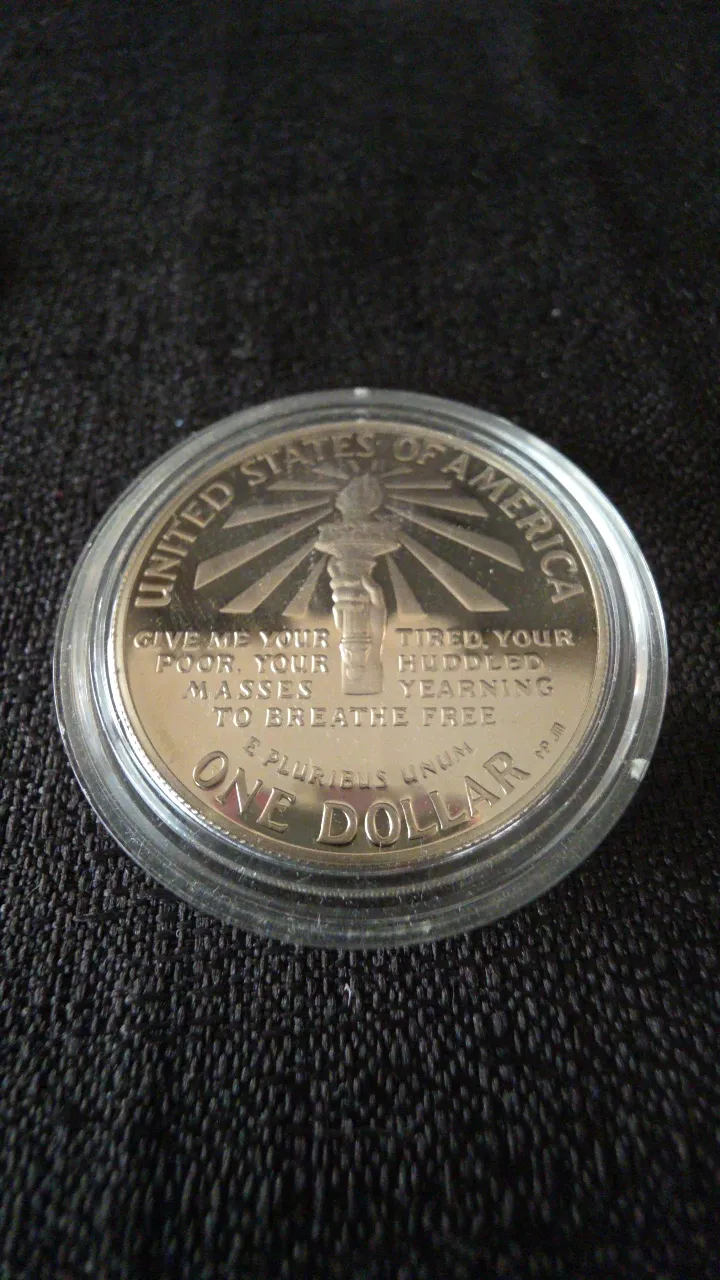 UNITED STATES OF AMERICA
GIVE ME YOUR TIRED, YOUR
POOR, YOUR HUDDLED
MASSES YEARNING
TO BREATHE FREE
E PLURIBUS UNUM
ONE DOLLAR